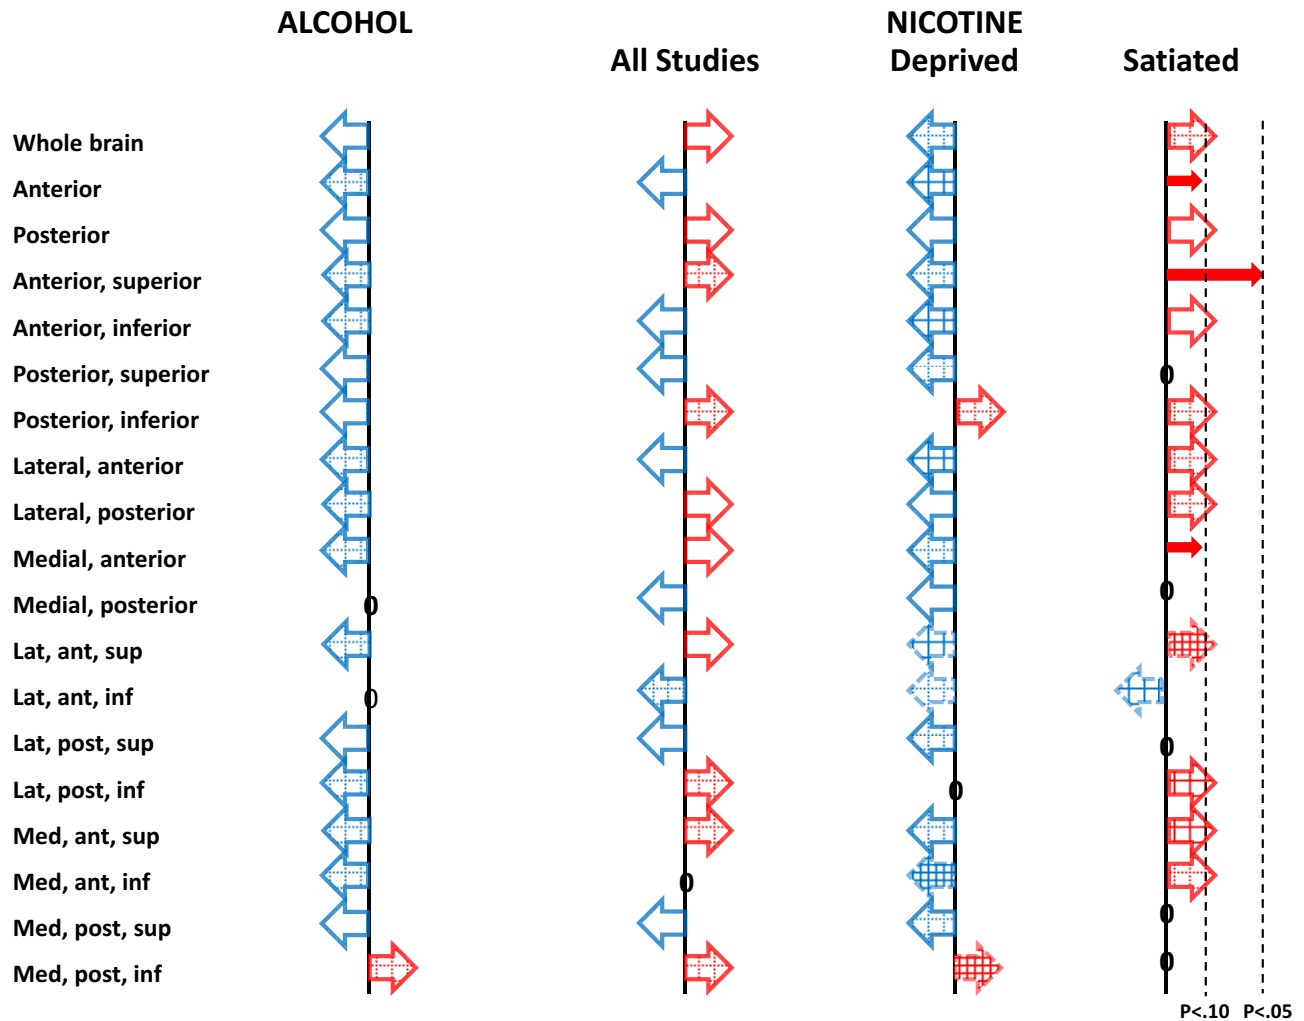 ALCOHOL NICOTINE
All Studies Deprived Satiated
Whole brain
Anterior
Posterior
Anterior, superior
Anterior, inferior
Posterior, superior 0
Posterior, inferior
Lateral, anterior
Lateral, posterior
Medial, anterior
Medial, posterior 0 0
Lat, ant, sup
Lat, ant, inf 0
Lat, post, sup 0
Lat, post, inf 0
Med, ant, sup
Med, ant, inf 0
Med, post, sup 0
Med, post, inf 0
P<.10 P<.05